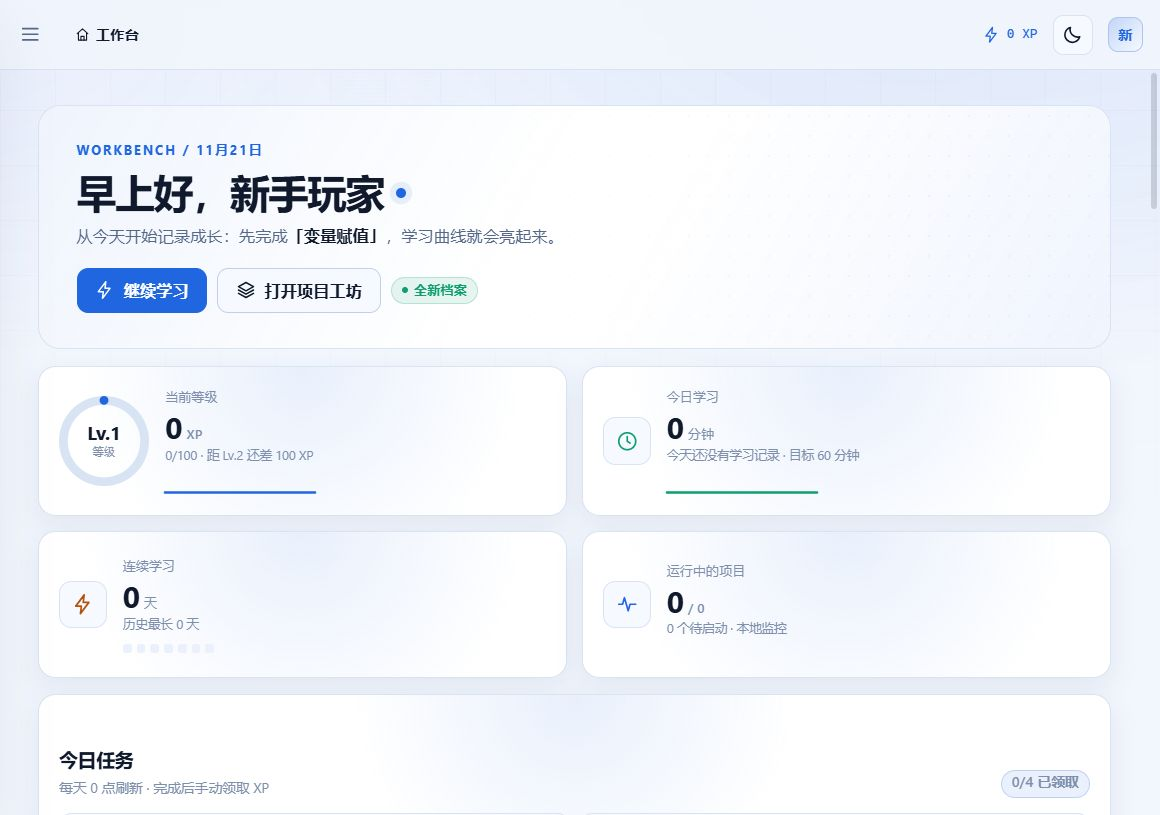 工作台
0 XP
新
WORKBENCH / 11月21日
早上好，新手玩家
从今天开始记录成长：先完成「变量赋值」，学习曲线就会亮起来。
继续学习
打开项目工坊
全新档案
Lv.1
等级
当前等级
0 XP
0/100 · 距 Lv.2 还差 100 XP
今日学习
0 分钟
今天还没有学习记录 · 目标 60 分钟
连续学习
0 天
历史最长 0 天
运行中的项目
0 / 0
0 个待启动 · 本地监控
今日任务
每天 0 点刷新 · 完成后手动领取 XP
0/4 已领取